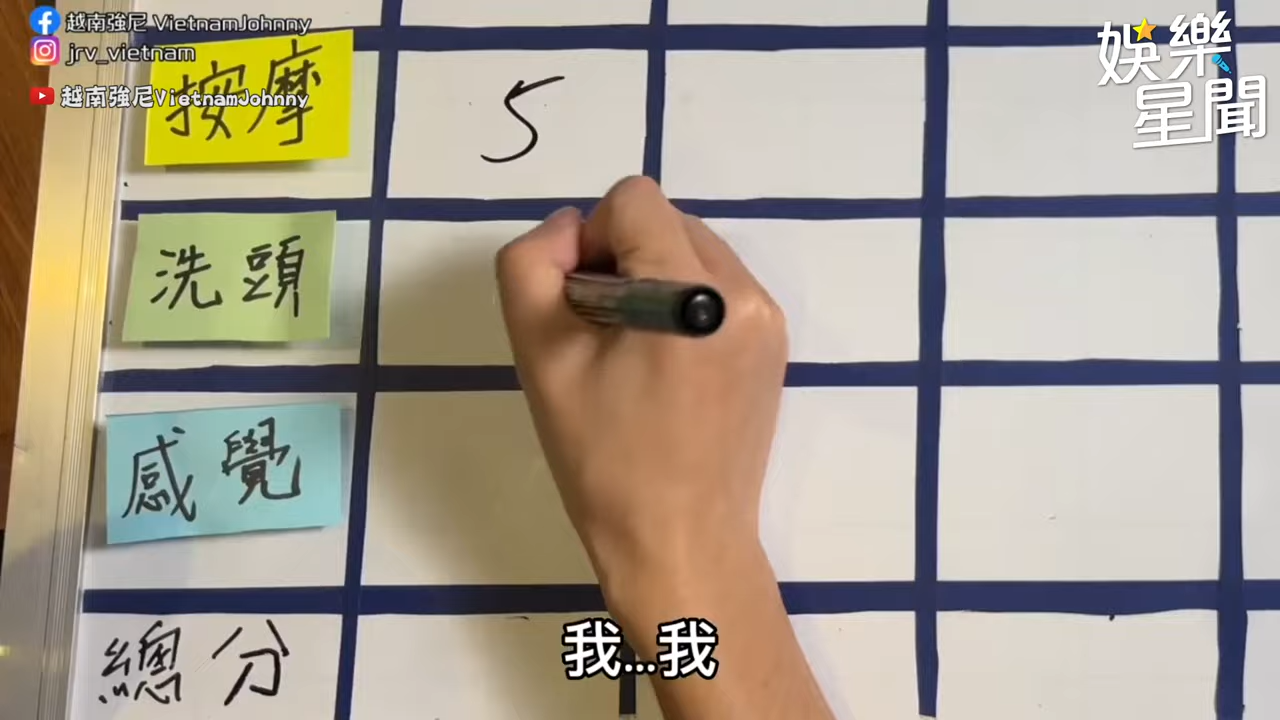 越南強尼 VietnamJohnny
jrv_vietnam
越南強尼VietnamJohnny
娛樂
星聞
按摩
5
洗頭
感覺
總分
我...我